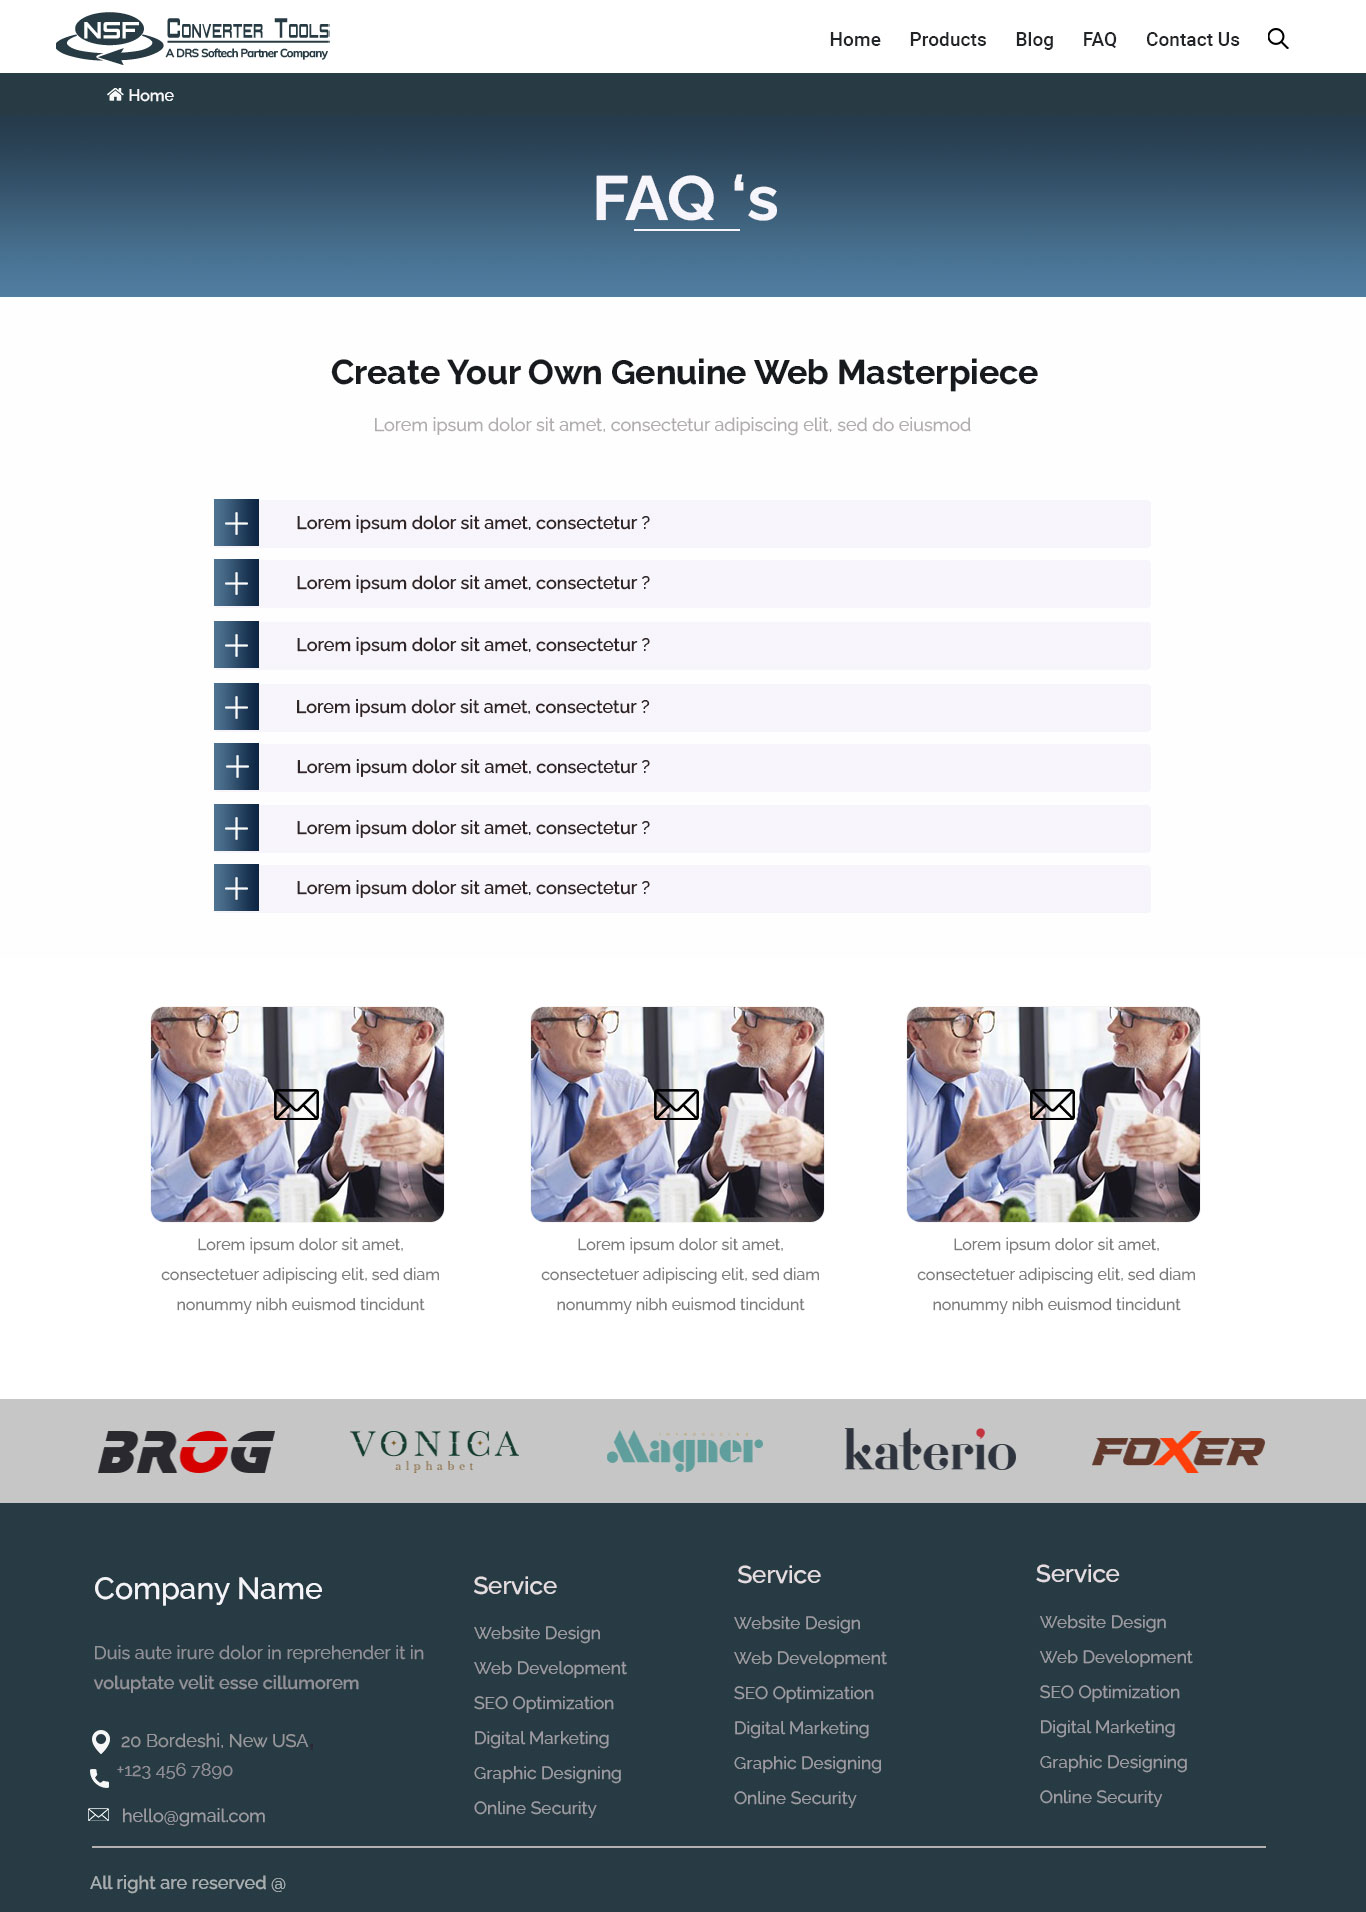 NSF CONVERTER TOOLS
A DRS Softech Partner Company
Home Products Blog FAQ Contact Us
Home
FAQ ‘s
Create Your Own Genuine Web Masterpiece
Lorem ipsum dolor sit amet, consectetur adipiscing elit, sed do eiusmod
Lorem ipsum dolor sit amet, consectetur ?
Lorem ipsum dolor sit amet, consectetur ?
Lorem ipsum dolor sit amet, consectetur ?
Lorem ipsum dolor sit amet, consectetur ?
Lorem ipsum dolor sit amet, consectetur ?
Lorem ipsum dolor sit amet, consectetur ?
Lorem ipsum dolor sit amet, consectetur ?
Lorem ipsum dolor sit amet,
consectetuer adipiscing elit, sed diam
nonummy nibh euismod tincidunt
Lorem ipsum dolor sit amet,
consectetuer adipiscing elit, sed diam
nonummy nibh euismod tincidunt
Lorem ipsum dolor sit amet,
consectetuer adipiscing elit, sed diam
nonummy nibh euismod tincidunt
BROG
VONICA
alphabet
Magner
katerio
FOXER
Company Name
Duis aute irure dolor in reprehender it in
voluptate velit esse cillumorem
20 Bordeshi, New USA,
+123 456 7890
hello@gmail.com
Service
Website Design
Web Development
SEO Optimization
Digital Marketing
Graphic Designing
Online Security
Service
Website Design
Web Development
SEO Optimization
Digital Marketing
Graphic Designing
Online Security
Service
Website Design
Web Development
SEO Optimization
Digital Marketing
Graphic Designing
Online Security
All right are reserved @